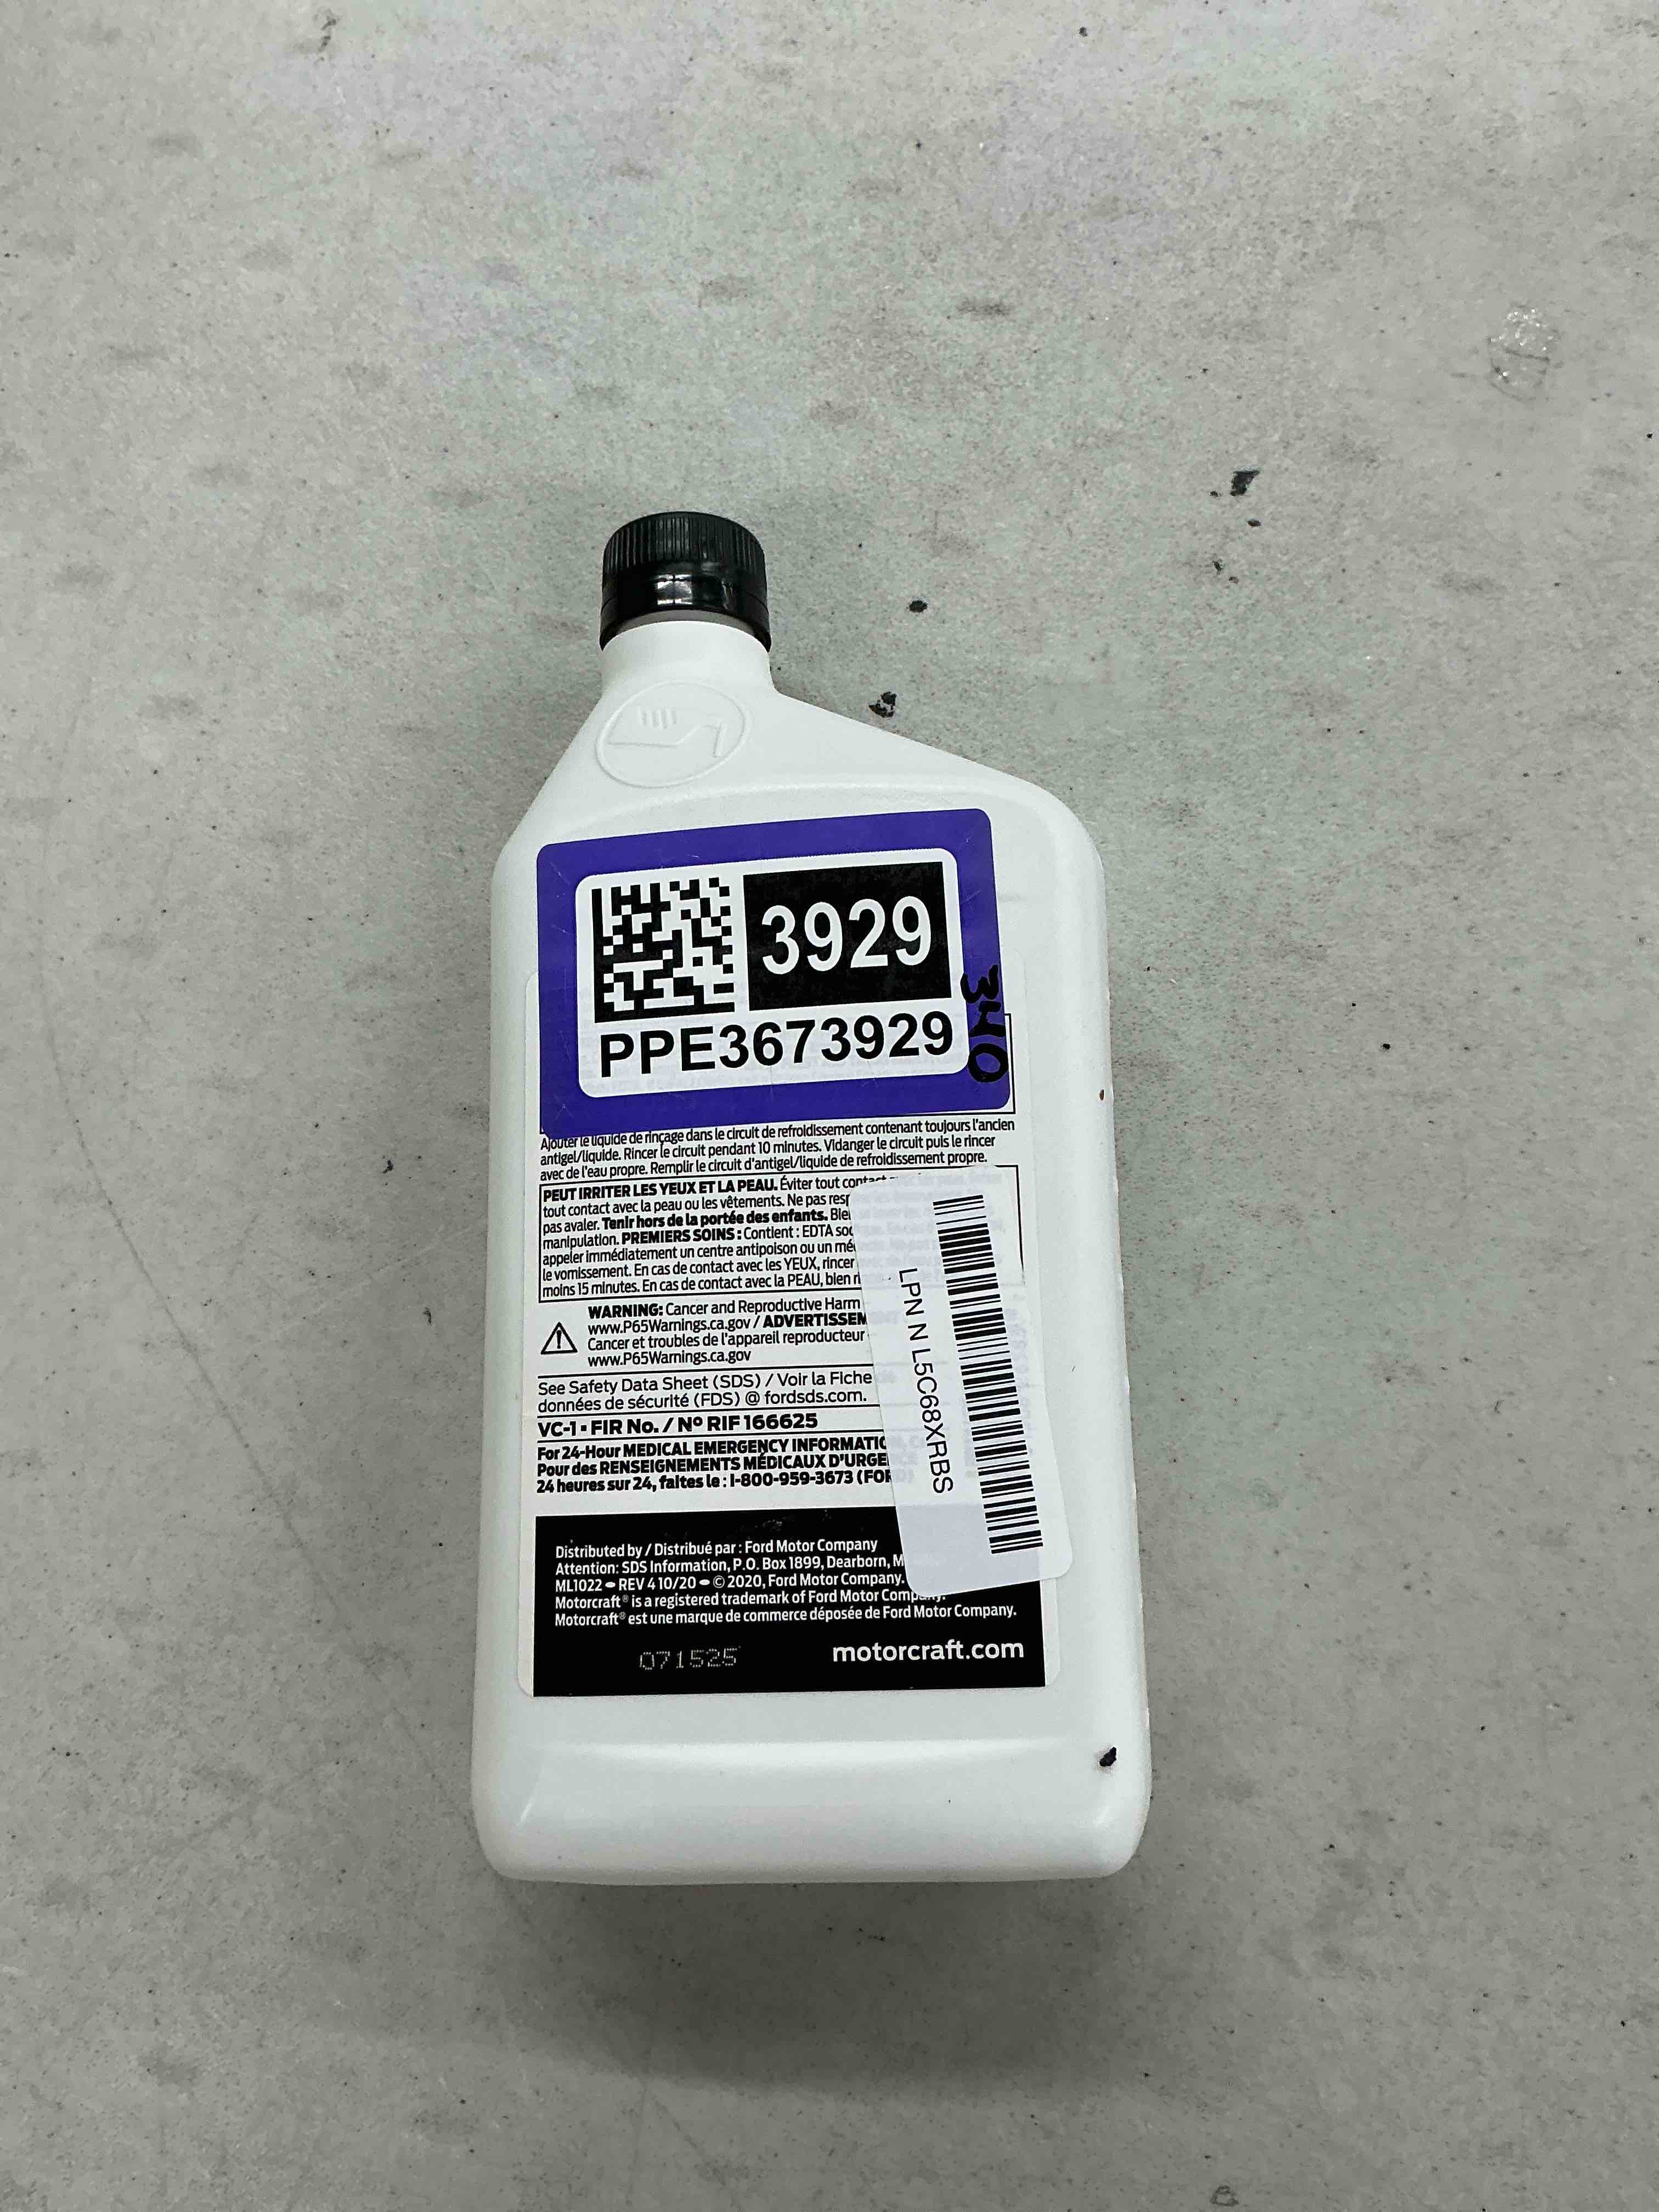 3929
PPE3673929
340
Ajouter le liquide de rinçage dans le circuit de refroidissement contenant toujours l'ancien
antigel/liquide. Rincer le circuit pendant 10 minutes. Vidanger le circuit puis le rincer
avec de l'eau propre. Remplir le circuit d'antigel/liquide de refroidissement propre.
PEUT IRRITER LES YEUX ET LA PEAU. Éviter tout contact
tout contact avec la peau ou les vêtements. Ne pas
pas avaler. Tenir hors de la portée des enfants.
manipulation. PREMIERS SOINS : Contient : EDTA
appeler immédiatement un centre antipoison ou un
le vomissement. En cas de contact avec les YEUX, rincer
moins 15 minutes. En cas de contact avec la PEAU, bien
WARNING: Cancer and Reproductive Harm
www.P65Warnings.ca.gov / ADVERTISSEM
Cancer et troubles de l'appareil reproducteur
www.P65Warnings.ca.gov
See Safety Data Sheet (SDS) / Voir la Fiche
données de sécurité (FDS) @ fordsds.com.
VC-1 • FIR No. / Nº RIF 166625
For 24-Hour MEDICAL EMERGENCY INFORMATIO
Pour des RENSEIGNEMENTS MÉDICAUX D'URGE
24 heures sur 24, faites le : 1-800-959-3673 (FOR
LPN N L5C68XRBS
Distributed by / Distribué par : Ford Motor Company
Attention: SDS Information, P.O. Box 1899, Dearborn, M
ML1022 – REV 4 10/20 – © 2020, Ford Motor Company.
Motorcraft® is a registered trademark of Ford Motor Company.
Motorcraft® est une marque de commerce déposée de Ford Motor Company.
071525
motorcraft.com